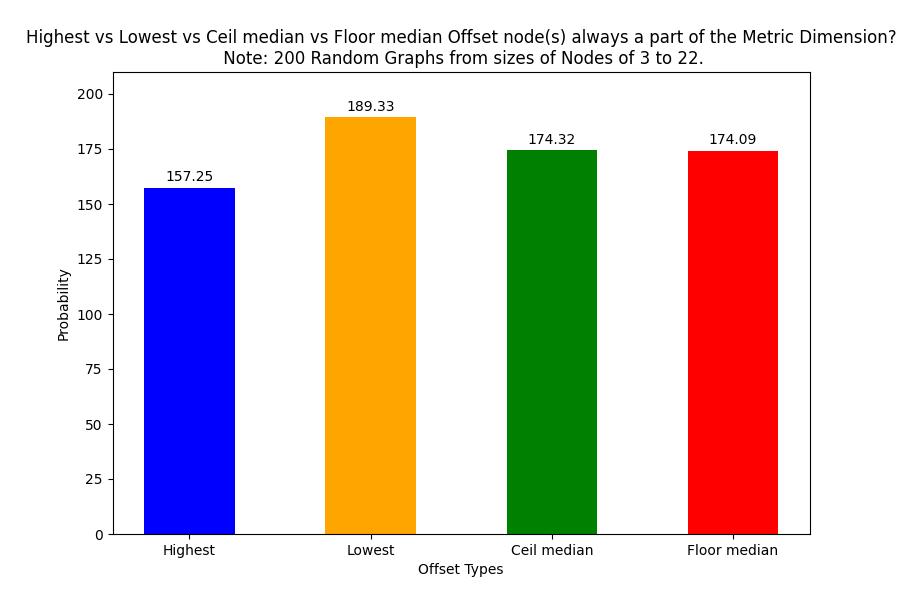 Highest vs Lowest vs Ceil median vs Floor median Offset node(s) always a part of the Metric Dimension?
Note: 200 Random Graphs from sizes of Nodes of 3 to 22.
200
175
150
125
100
75
50
25
0
Probability
157.25
189.33
174.32
174.09
Highest
Lowest
Ceil median
Floor median
Offset Types